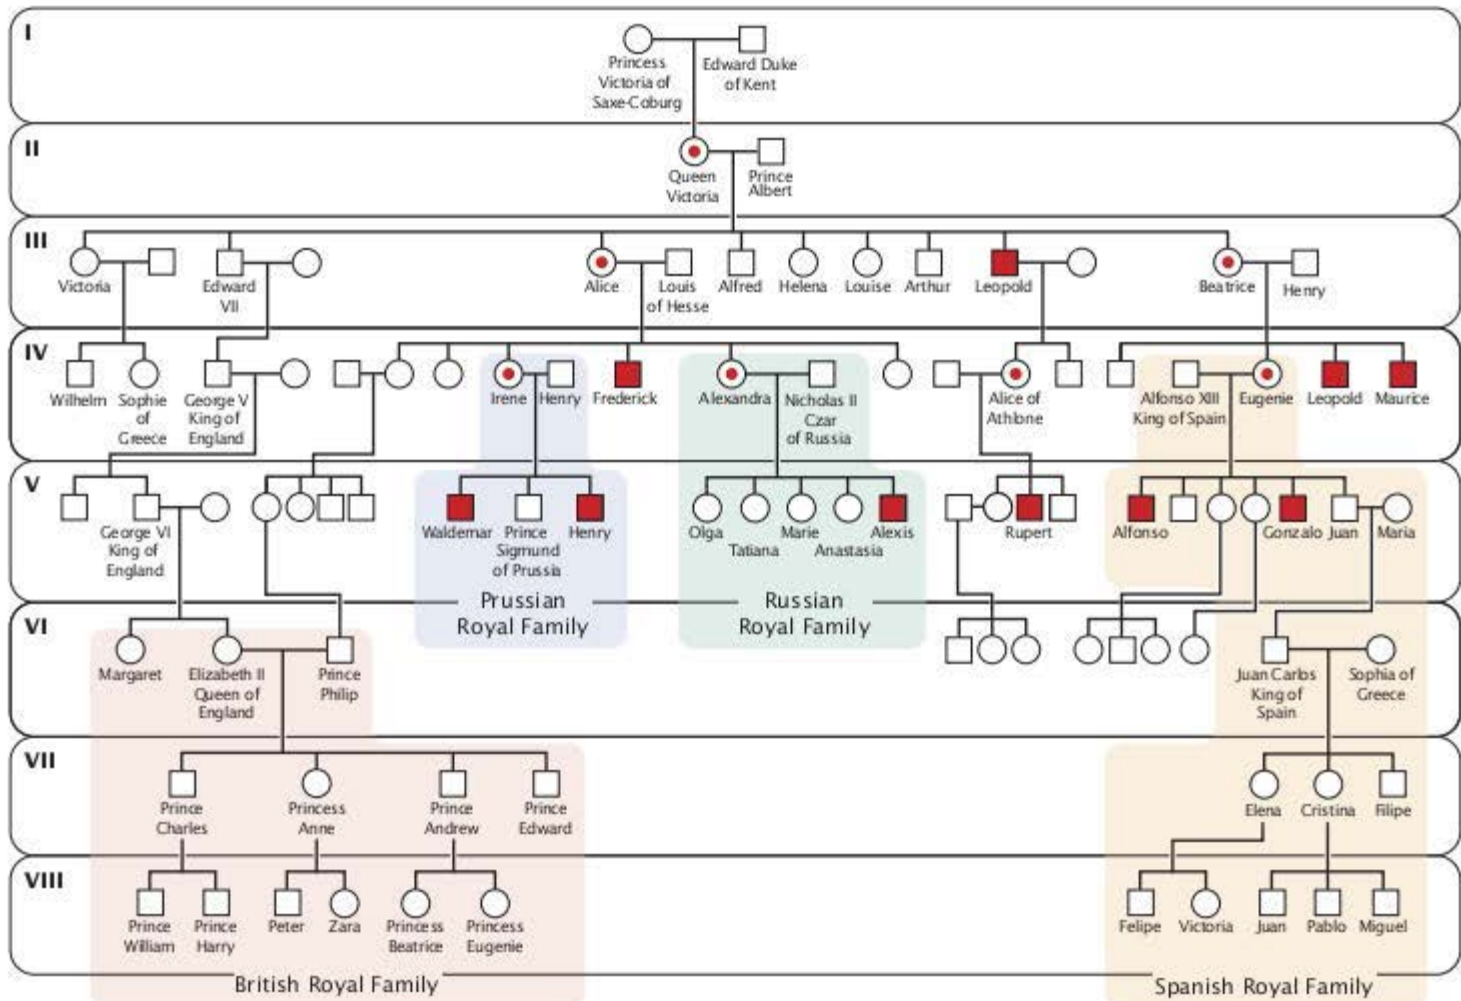 I
Princess
Victoria of
Saxe-Coburg
Edward Duke
of Kent
II
Queen
Victoria
Prince
Albert
III
Victoria
Edward
VII
Alice
Louis
of Hesse
Alfred
Helena
Louise
Arthur
Leopold
Beatrice
Henry
IV
Wilhelm
Sophie
of
Greece
George V
King of
England
Irene
Henry
Frederick
Alexandra
Nicholas II
Czar
of Russia
Alice of
Athlone
Alfonso XIII
King of Spain
Eugenie
Leopold
Maurice
V
George VI
King of
England
Waldemar
Prince
Sigmund
of Prussia
Henry
Olga
Tatiana
Marie
Anastasia
Alexis
Rupert
Alfonso
Gonzalo
Juan
Maria
Prussian
Royal Family
Russian
Royal Family
VI
Margaret
Elizabeth II
Queen of
England
Prince
Philip
Juan Carlos
King of
Spain
Sophia of
Greece
VII
Prince
Charles
Princess
Anne
Prince
Andrew
Prince
Edward
Elena
Cristina
Filipe
VIII
Prince
William
Prince
Harry
Peter
Zara
Princess
Beatrice
Princess
Eugenie
Felipe
Victoria
Juan
Pablo
Miguel
British Royal Family
Spanish Royal Family